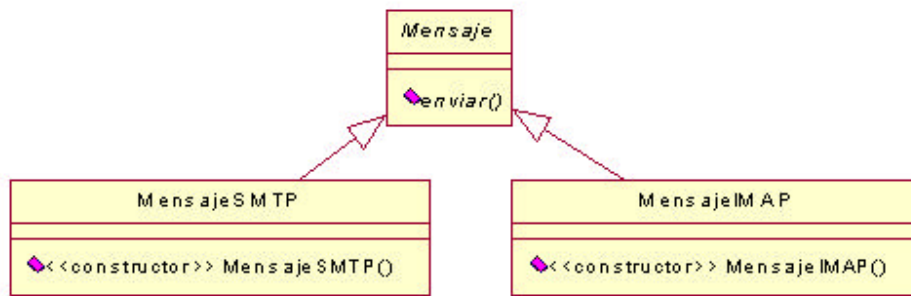 Mensaje
enviar()
MensajeSMTP
<<constructor>> MensajeSMTP()
MensajeIMAP
<<constructor>> MensajeIMAP()